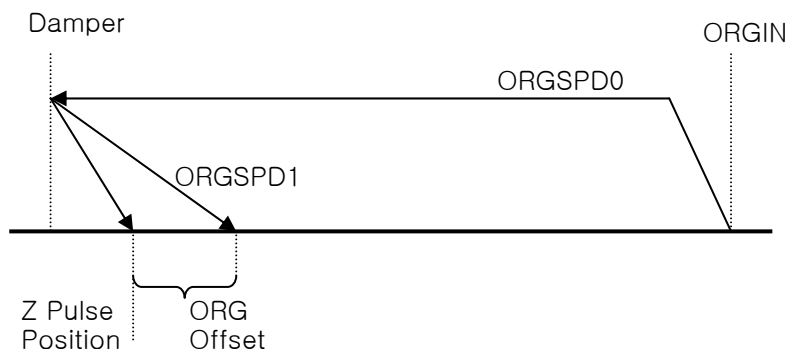 Damper
ORGIN
ORGSPD0
ORGSPD1
Z Pulse
Position
ORG
Offset